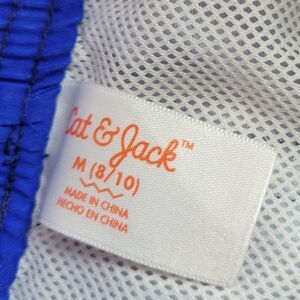 Cat & Jack™
M (8/10)
MADE IN CHINA
HECHO EN CHINA